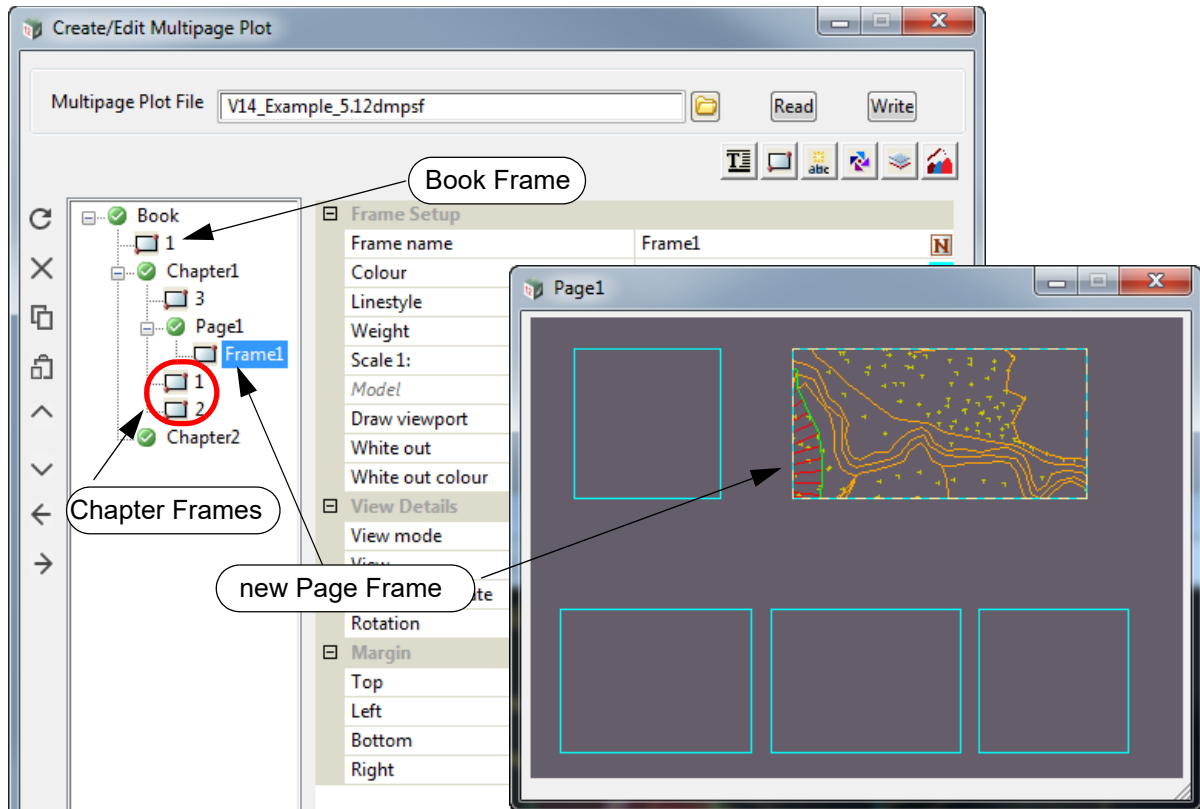 Create/Edit Multipage Plot
Multipage Plot File
V14_Example_5.12dmpsf
Read
Write
T
abc
Book Frame
Book
1
Chapter1
3
Page1
Frame1
1
2
Chapter2
Chapter Frames
new Page Frame
Frame Setup
Frame name
Frame1
N
Colour
Linestyle
Weight
Scale 1:
Model
Draw viewport
White out
White out colour
View Details
View mode
View
Rotation
Margin
Top
Left
Bottom
Right
Page1